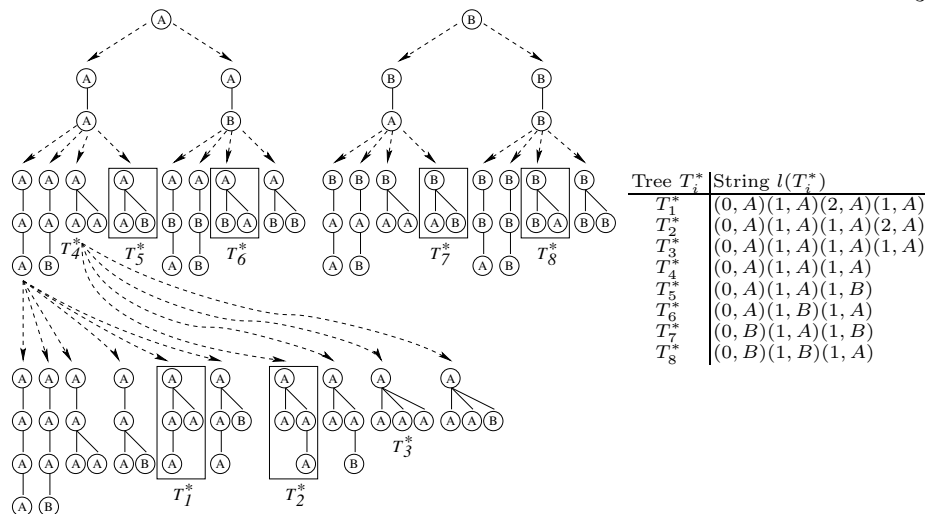 A B
A A B B
A B A B
A A A A A A A A B B B B B B B B
A A A A A B B B B A B B A A A A A B B B B A B B
T*4 T*5 T*6 T*7 T*8
A B A B A B A B
A A A A A A A A A A
A A A A A A A B A A A A A A A A A B
T*3
A A A A A B A A A B
T*1 T*2
A B
Tree T*i String l(T*i)
T*1 (0, A)(1, A)(2, A)(1, A)
T*2 (0, A)(1, A)(1, A)(2, A)
T*3 (0, A)(1, A)(1, A)(1, A)
T*4 (0, A)(1, A)(1, A)
T*5 (0, A)(1, A)(1, B)
T*6 (0, A)(1, B)(1, A)
T*7 (0, B)(1, A)(1, B)
T*8 (0, B)(1, B)(1, A)